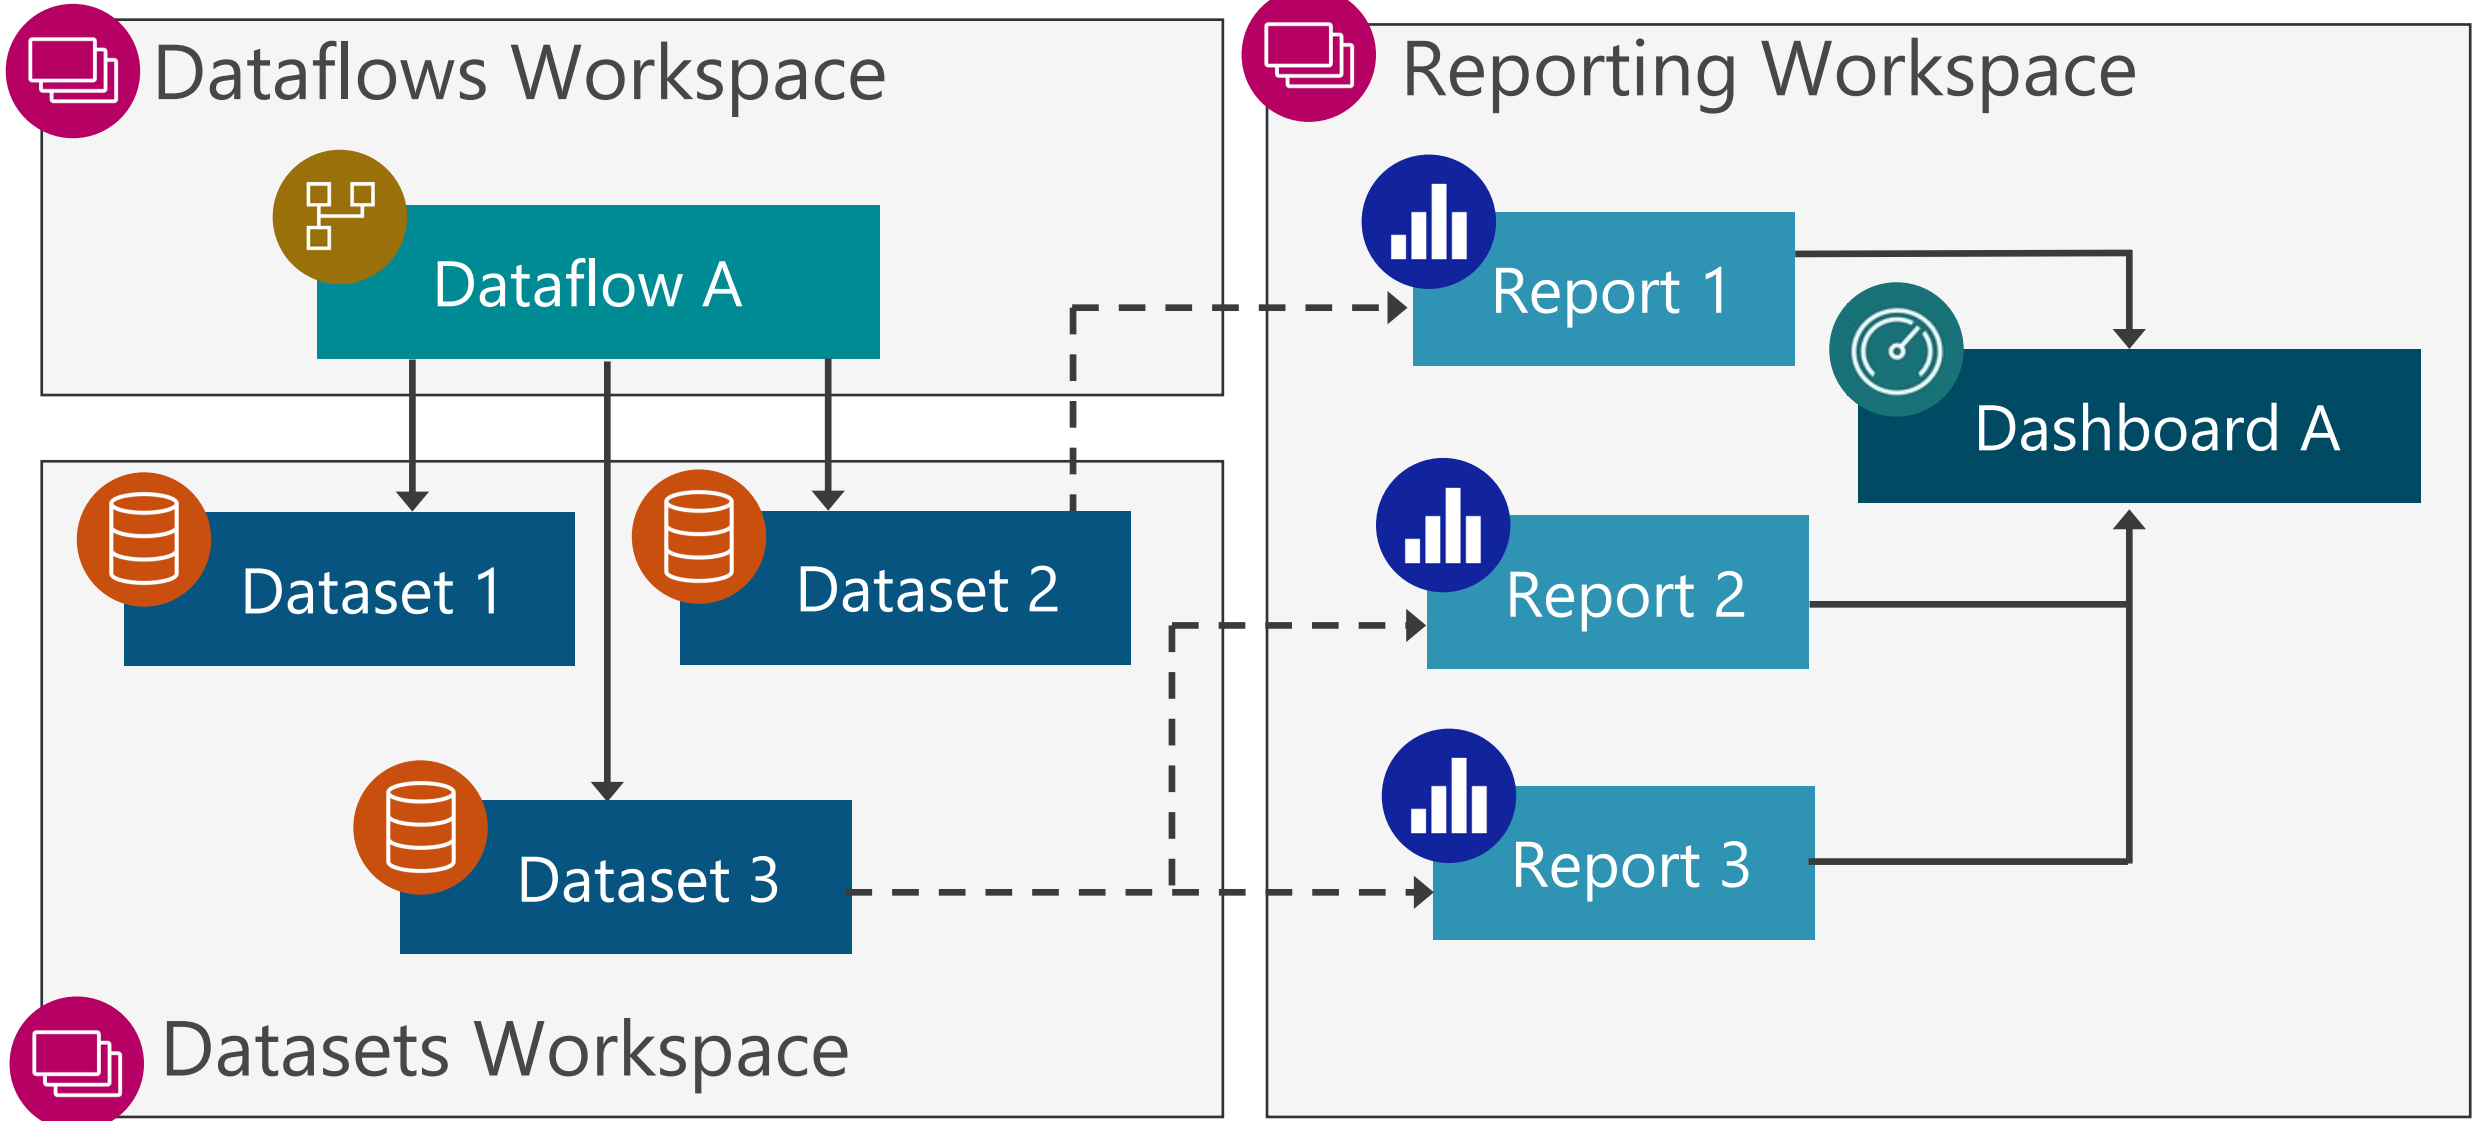 Dataflows Workspace
Dataflow A
Dataset 1
Dataset 2
Dataset 3
Datasets Workspace
Reporting Workspace
Report 1
Dashboard A
Report 2
Report 3